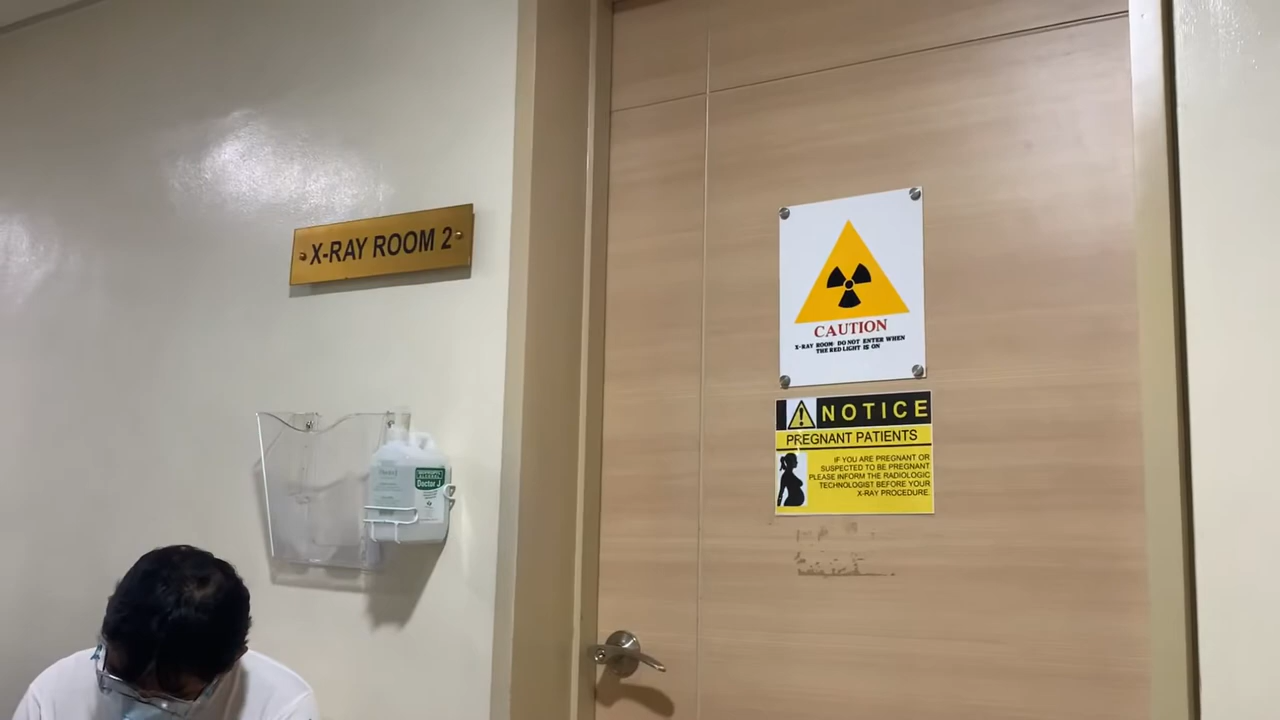 X-RAY ROOM 2
CAUTION
X-RAY ROOM: DO NOT ENTER WHEN
THE RED LIGHT IS ON
NOTICE
PREGNANT PATIENTS
IF YOU ARE PREGNANT OR
SUSPECTED TO BE PREGNANT
PLEASE INFORM THE RADIOLOGIC
TECHNOLOGIST BEFORE YOUR
X-RAY PROCEDURE.
Doctor J